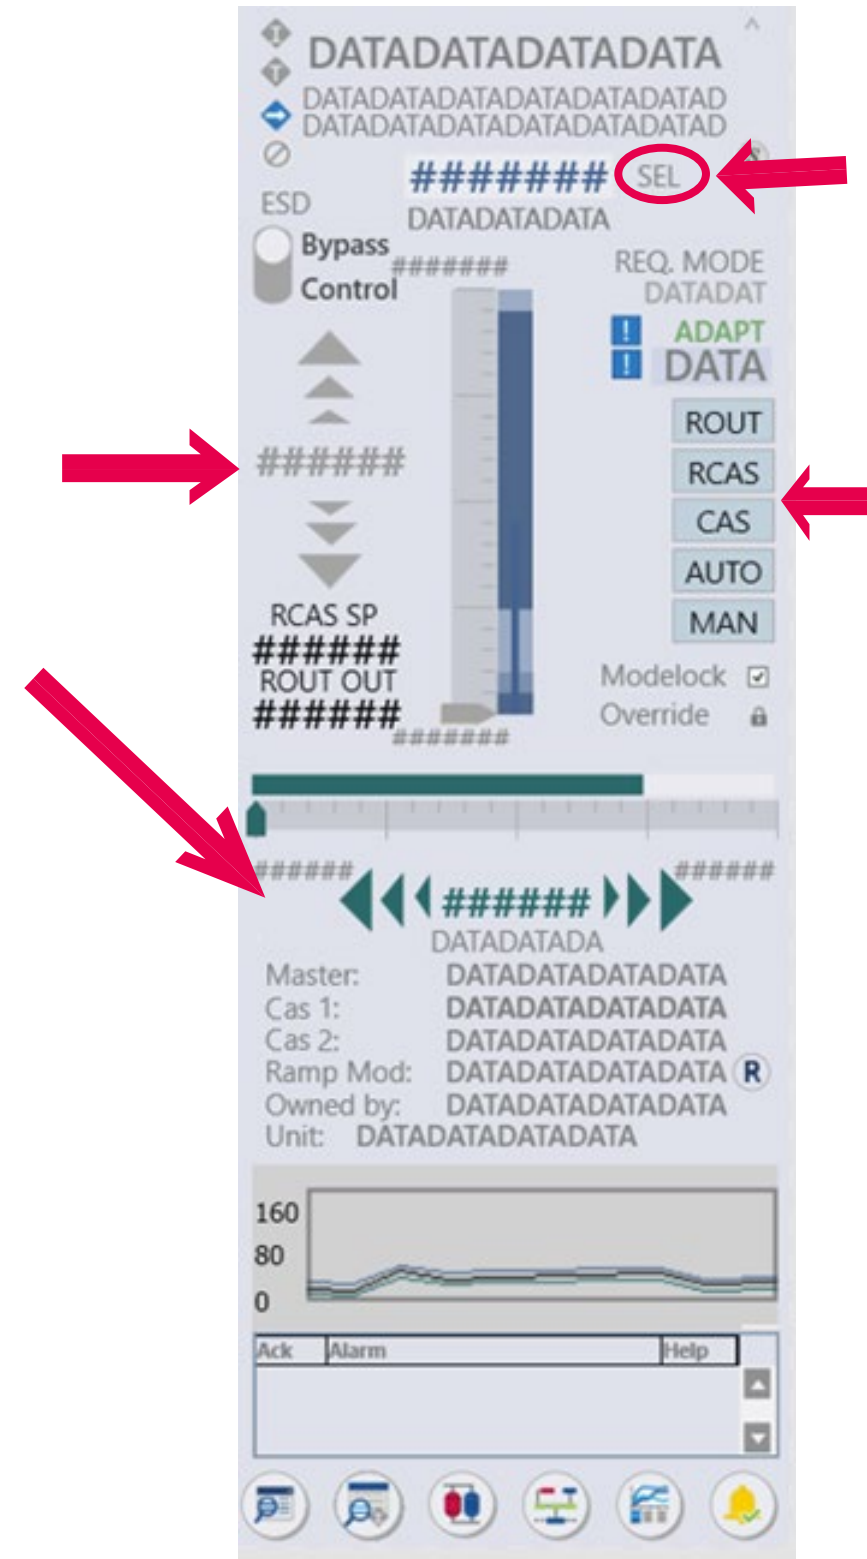 I
DATADATADATADATA
T
DATADATADATADATADATADATAD
DATADATADATADATADATADATAD
####### SEL
ESD
DATADATADATA
Bypass
#######
Control
REQ. MODE
DATADAT
! ADAPT
! DATA
ROUT
######
RCAS
CAS
AUTO
RCAS SP
MAN
######
ROUT OUT
Modelock
######
Override
#######
######
######
######
DATADATADA
Master: DATADATADATADATA
Cas 1: DATADATADATADATA
Cas 2: DATADATADATADATA
Ramp Mod: DATADATADATADATA R
Owned by: DATADATADATADATA
Unit: DATADATADATADATA
160
80
0
Ack Alarm Help